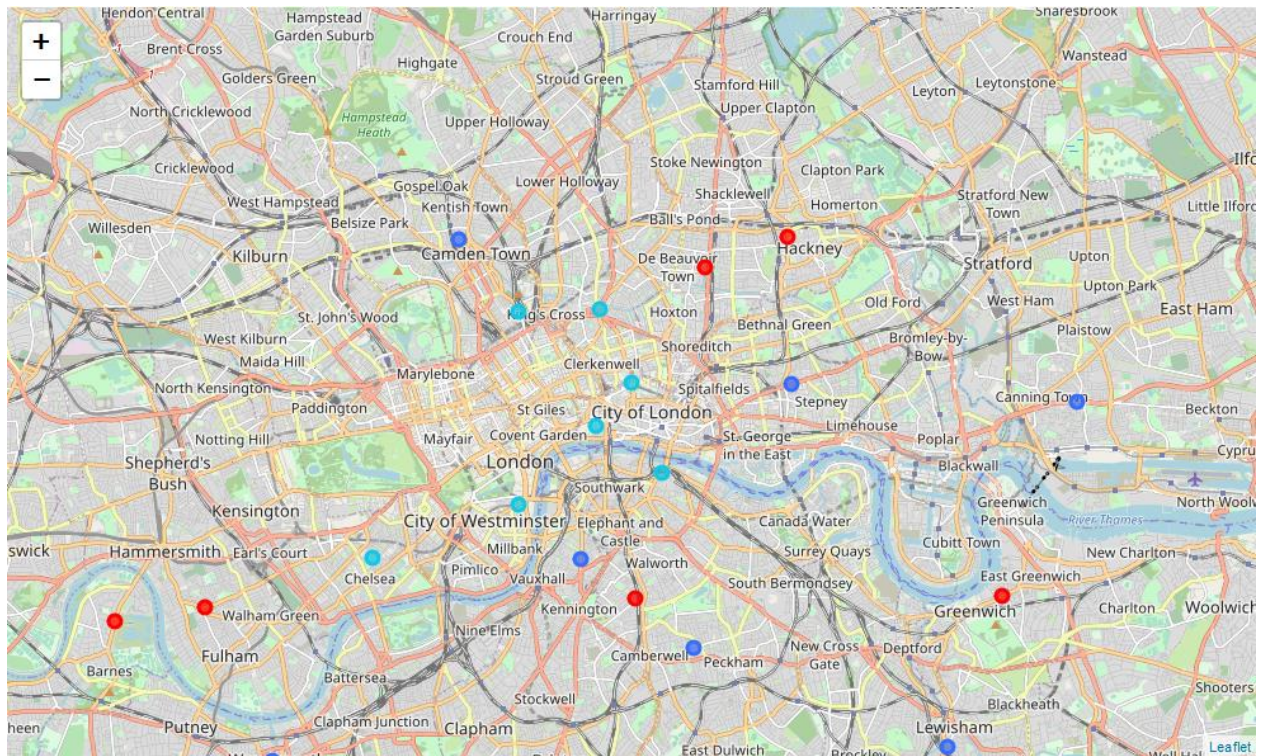 Hendon Central
Hampstead
Garden Suburb
Harringay
Snaresbrook
+
Brent Cross
Crouch End
Wanstead
−
Golders Green
Highgate
Stroud Green
Stamford Hill
Leyton
Leytonstone
North Cricklewood
Hampstead
Heath
Upper Holloway
Upper Clapton
Cricklewood
Stoke Newington
Clapton Park
Gospel Oak
Lower Holloway
Shacklewell
Stratford New
Town
West Hampstead
Kentish Town
Homerton
Little Ilford
Willesden
Belsize Park
Ball's Pond
Kilburn
Camden Town
De Beauvoir
Town
Hackney
Stratford
Upton
Upton Park
St. John's Wood
King's Cross
Hoxton
Old Ford
West Ham
East Ham
West Kilburn
Bethnal Green
Plaistow
Maida Hill
Shoreditch
Bromley-by-
Bow
Marylebone
Clerkenwell
North Kensington
Spitalfields
Stepney
Canning Town
Paddington
St Giles
City of London
Beckton
Notting Hill
Mayfair
Covent Garden
St. George
in the East
Limehouse
Poplar
Shepherd's
Bush
London
Blackwall
Southwark
Kensington
City of Westminster
Elephant and
Castle
Canada Water
Greenwich
Peninsula
River Thames
Hammersmith
Earl's Court
Millbank
Walworth
Surrey Quays
Cubitt Town
New Charlton
Chelsea
Pimlico
Vauxhall
South Bermondsey
East Greenwich
Walham Green
Kennington
Greenwich
Charlton
Woolwich
Nine Elms
Barnes
Fulham
Camberwell
Peckham
New Cross
Gate
Deptford
Battersea
Stockwell
Blackheath
Putney
Clapham Junction
Clapham
Lewisham
East Dulwich
Leaflet